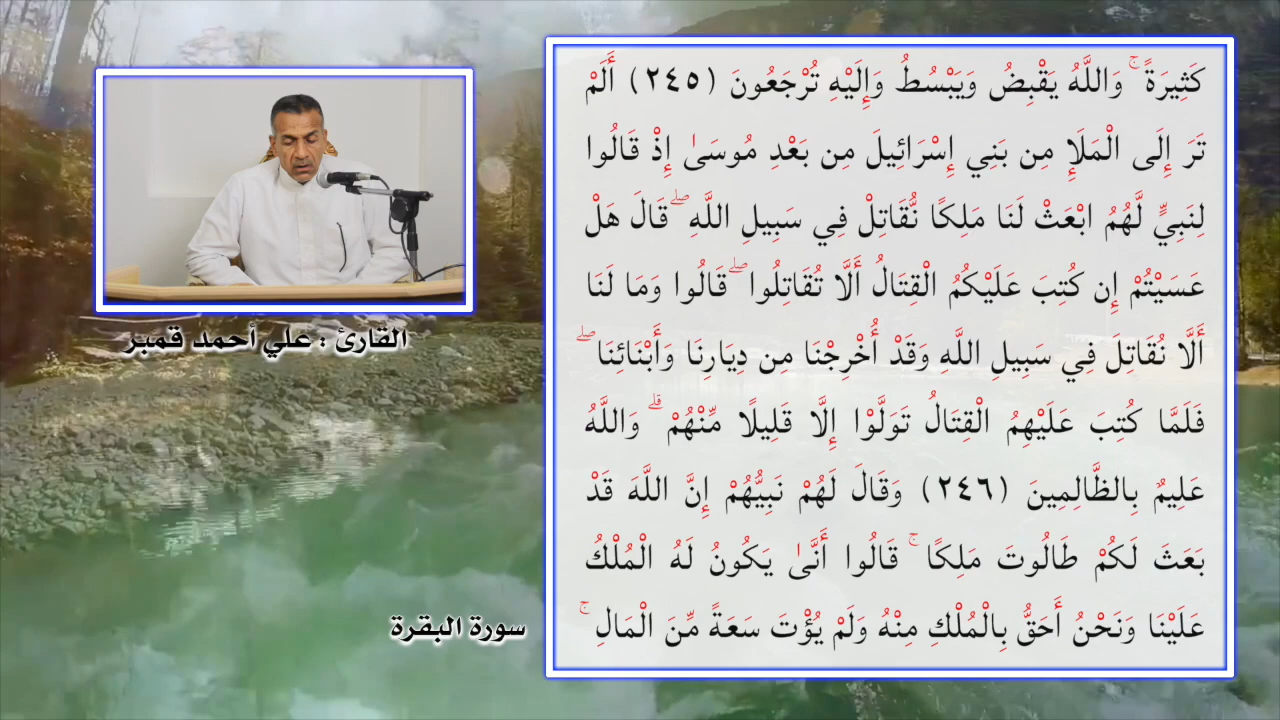 كَثِيرَةً ۚ وَاللَّهُ يَقْبِضُ وَيَبْسُطُ وَإِلَيْهِ تُرْجَعُونَ (٢٤٥) أَلَمْ
تَرَ إِلَى الْمَلَإِ مِن بَنِي إِسْرَائِيلَ مِن بَعْدِ مُوسَىٰ إِذْ قَالُوا
لِنَبِيٍّ لَّهُمُ ابْعَثْ لَنَا مَلِكًا نُّقَاتِلْ فِي سَبِيلِ اللَّهِ ۖ قَالَ هَلْ
عَسَيْتُمْ إِن كُتِبَ عَلَيْكُمُ الْقِتَالُ أَلَّا تُقَاتِلُوا ۖ قَالُوا وَمَا لَنَا
أَلَّا نُقَاتِلَ فِي سَبِيلِ اللَّهِ وَقَدْ أُخْرِجْنَا مِن دِيَارِنَا وَأَبْنَائِنَا ۖ
فَلَمَّا كُتِبَ عَلَيْهِمُ الْقِتَالُ تَوَلَّوْا إِلَّا قَلِيلًا مِّنْهُمْ ۗ وَاللَّهُ
عَلِيمٌ بِالظَّالِمِينَ (٢٤٦) وَقَالَ لَهُمْ نَبِيُّهُمْ إِنَّ اللَّهَ قَدْ
بَعَثَ لَكُمْ طَالُوتَ مَلِكًا ۚ قَالُوا أَنَّىٰ يَكُونُ لَهُ الْمُلْكُ
عَلَيْنَا وَنَحْنُ أَحَقُّ بِالْمُلْكِ مِنْهُ وَلَمْ يُؤْتَ سَعَةً مِّنَ الْمَالِ ۚ
القارئ : علي أحمد قمبر
سورة البقرة